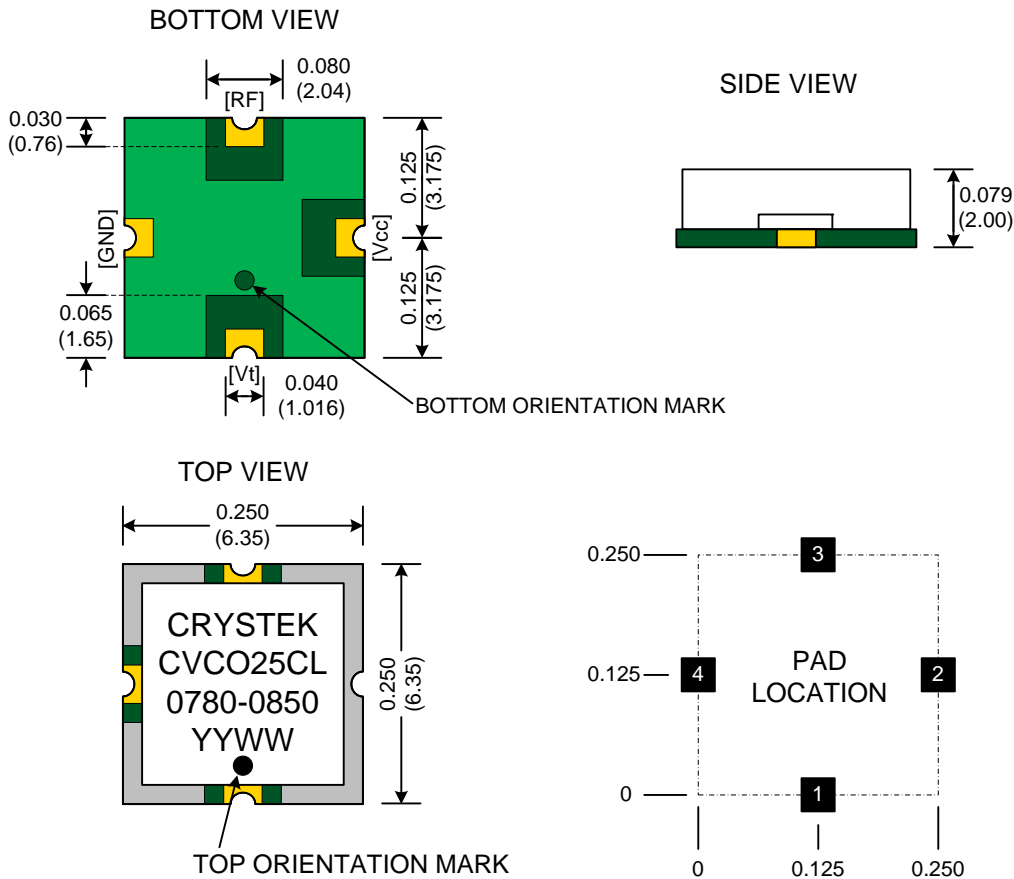 BOTTOM VIEW
0.080
(2.04)
[RF]
0.030
(0.76)
0.125
(3.175)
[GND]
[Vcc]
0.125
(3.175)
0.065
(1.65)
[Vt]
0.040
(1.016)
BOTTOM ORIENTATION MARK
SIDE VIEW
0.079
(2.00)
TOP VIEW
0.250
(6.35)
CRYSTEK
CVCO25CL
0780-0850
YYWW
0.250
(6.35)
TOP ORIENTATION MARK
0.250
3
0.125
4
PAD
LOCATION
2
0
1
0
0.125
0.250